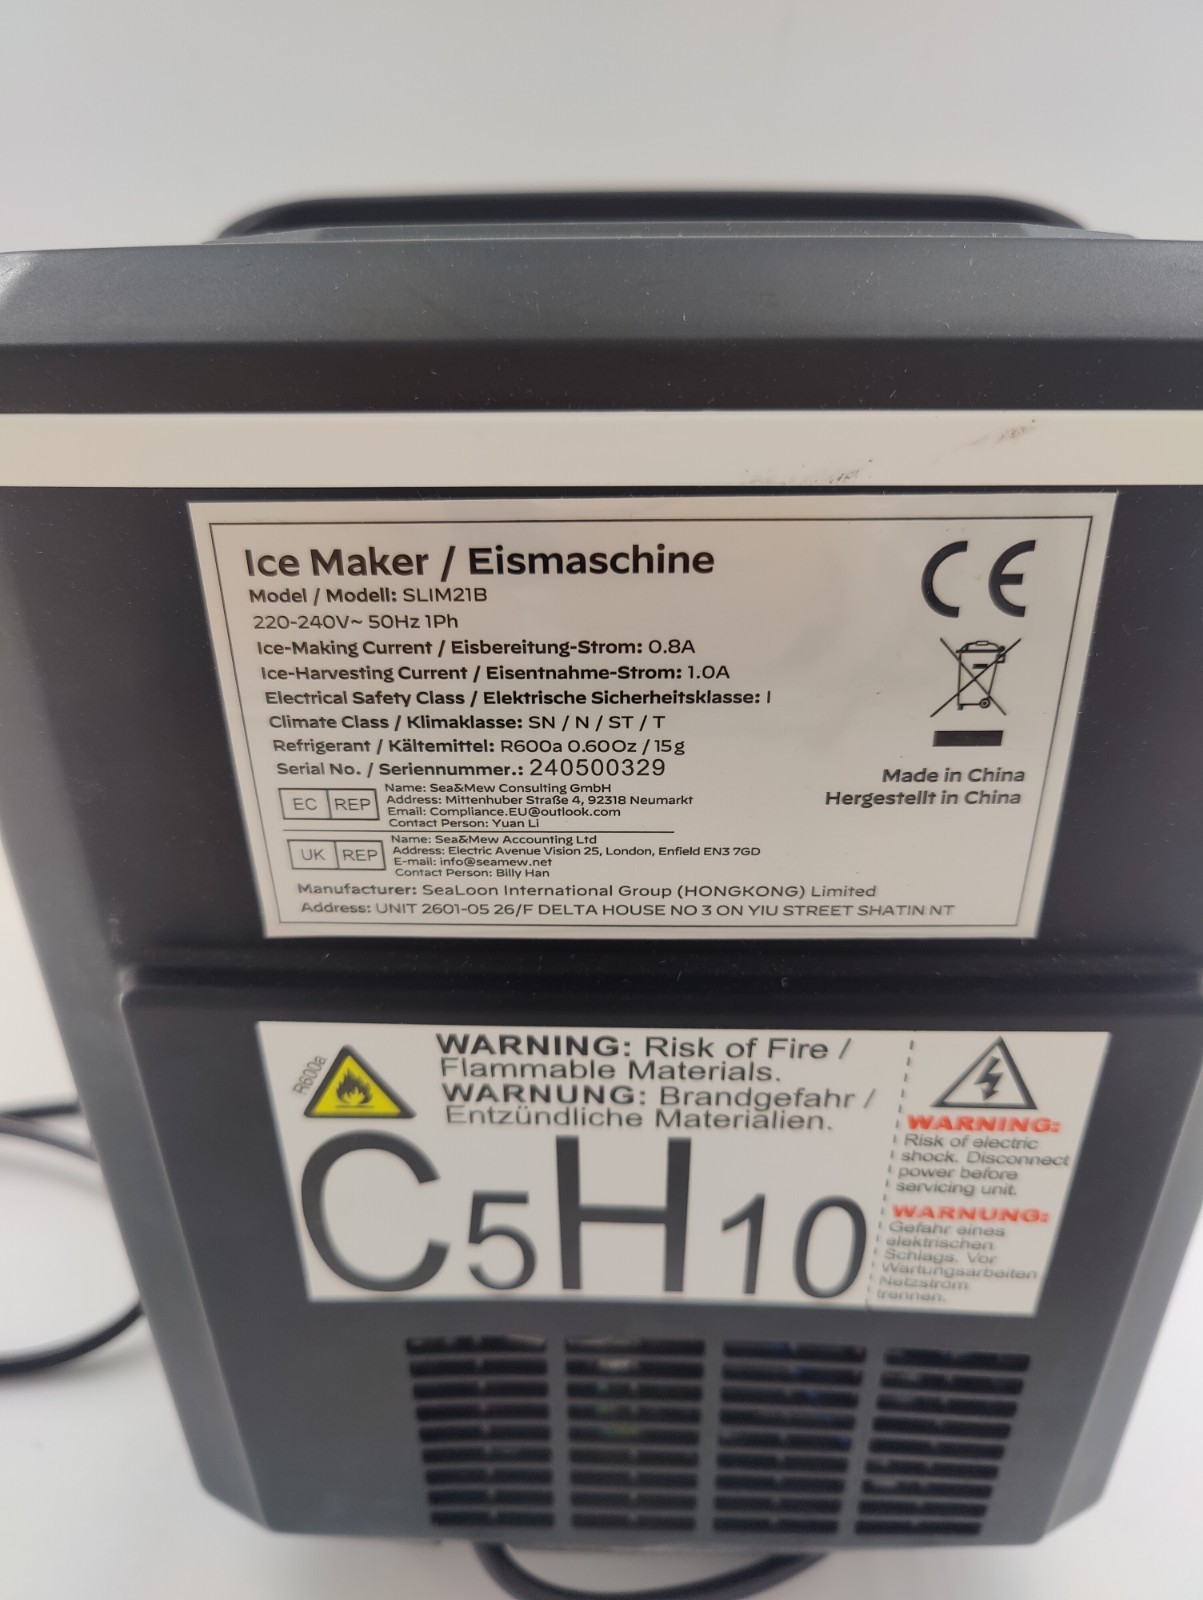 Ice Maker / Eismaschine
Model / Modell: SLIM21B
220-240V~ 50Hz 1Ph
Ice-Making Current / Eisbereitung-Strom: 0.8A
Ice-Harvesting Current / Eisentnahme-Strom: 1.0A
Electrical Safety Class / Elektrische Sicherheitsklasse: I
Climate Class / Klimaklasse: SN / N / ST / T
Refrigerant / Kältemittel: R600a 0.60Oz / 15g
Serial No. / Seriennummer.: 240500329
CE
Made in China
Hergestellt in China
EC REP
Name: Sea&Mew Consulting GmbH
Address: Mittenhuber Straße 4, 92318 Neumarkt
Email: Compliance.EU@outlook.com
Contact Person: Yuan Li
UK REP
Name: Sea&Mew Accounting Ltd
Address: Electric Avenue Vision 25, London, Enfield EN3 7GD
E-mail: info@seamew.net
Contact Person: Billy Han
Manufacturer: SeaLoon International Group (HONGKONG) Limited
Address: UNIT 2601-05 26/F DELTA HOUSE NO 3 ON YIU STREET SHATIN NT
R600a
WARNING: Risk of Fire /
Flammable Materials.
WARNUNG: Brandgefahr /
Entzündliche Materialien.
C5H10
WARNING:
Risk of electric
shock. Disconnect
power before
servicing unit.
WARNUNG:
Gefahr eines
elektrischen
Schlags. Vor
Wartungsarbeiten
Netzstrom
trennen.